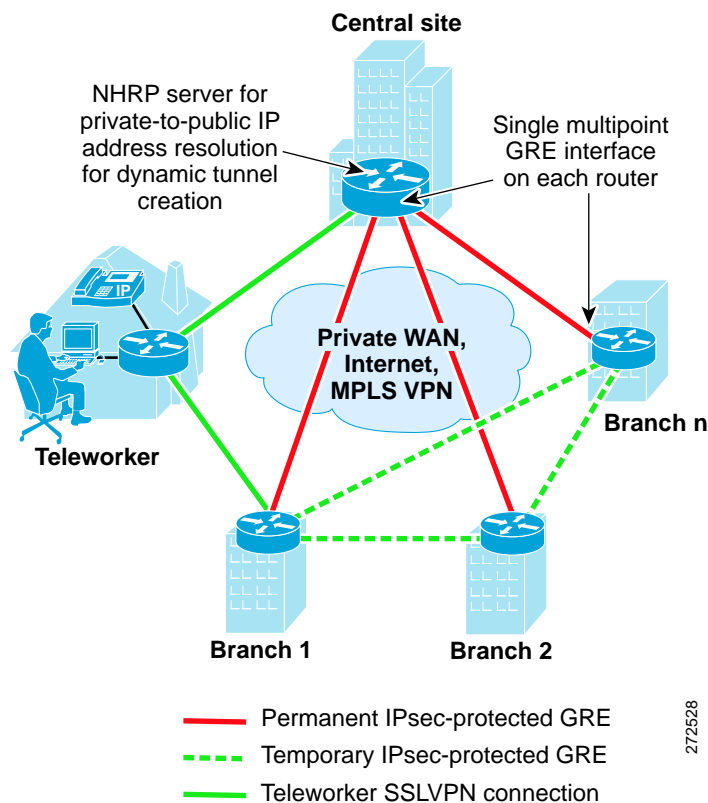 Central site
NHRP server for
private-to-public IP
address resolution
for dynamic tunnel
creation
Single multipoint
GRE interface
on each router
IP
Private WAN,
Internet,
MPLS VPN
Teleworker
Branch n
Branch 1
Branch 2
Permanent IPsec-protected GRE
Temporary IPsec-protected GRE
Teleworker SSLVPN connection
272528